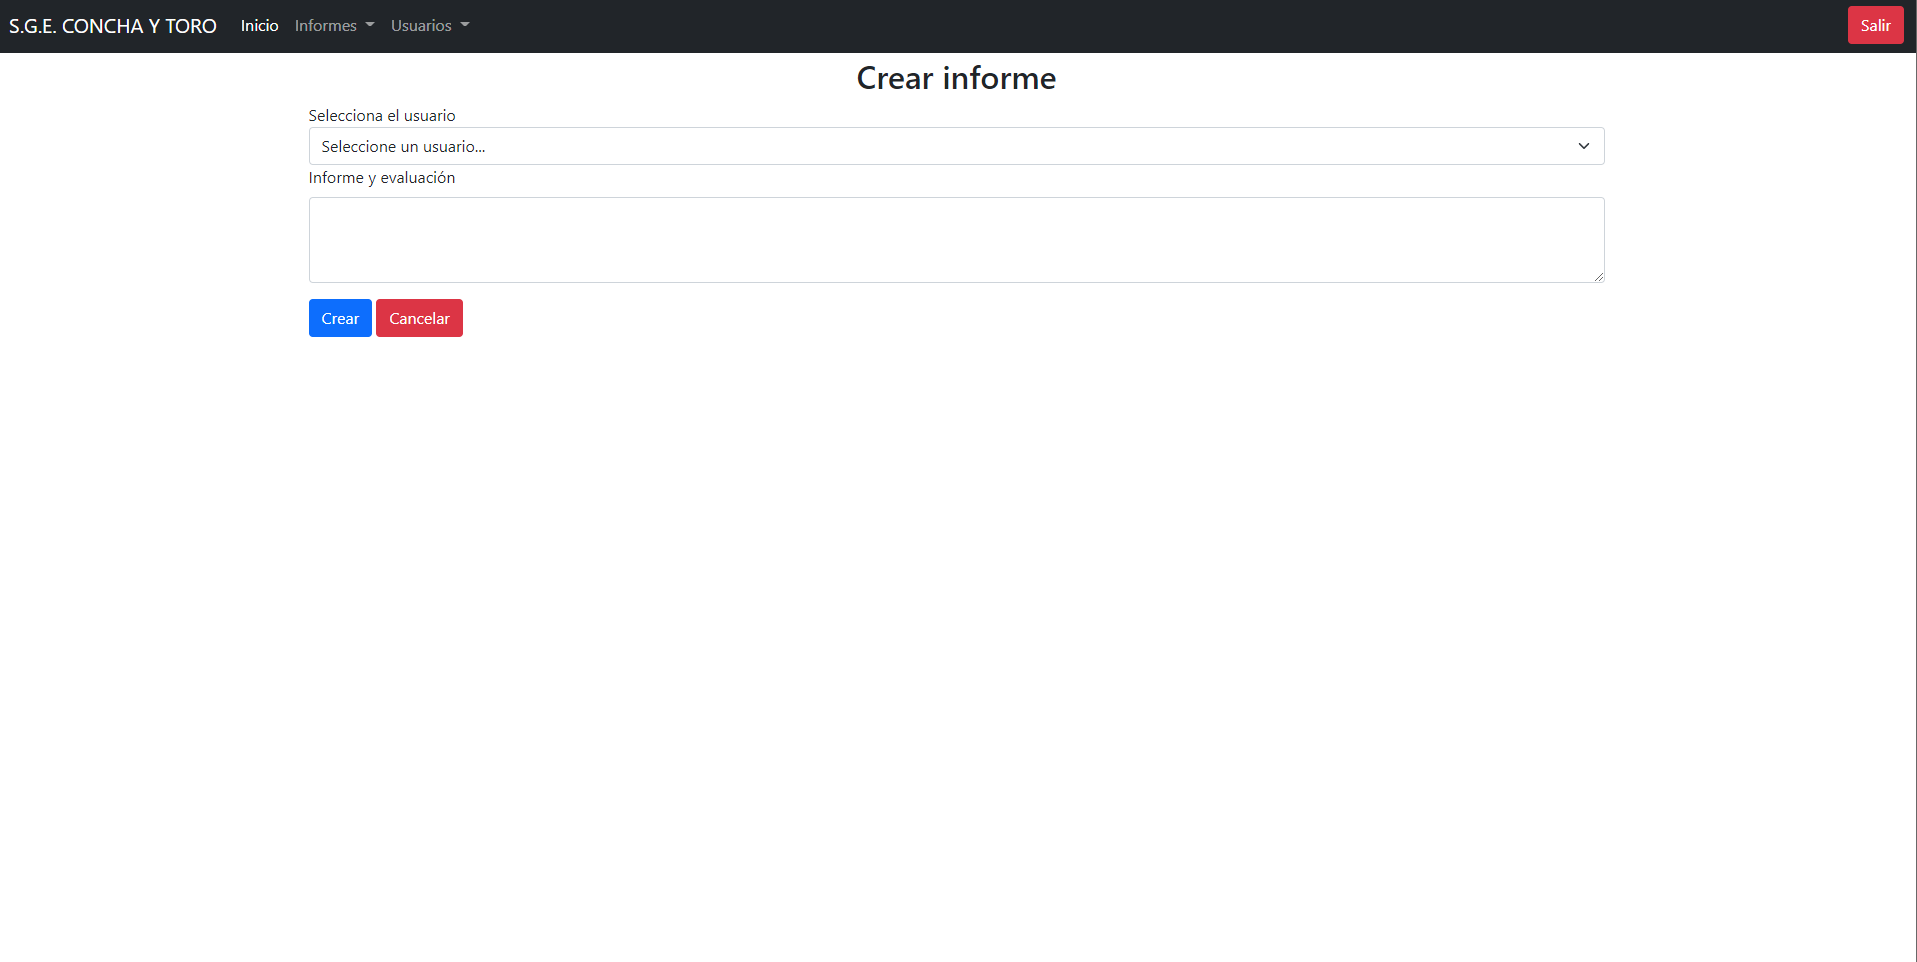 S.G.E. CONCHA Y TORO Inicio Informes Usuarios Salir
Crear informe
Selecciona el usuario
Seleccione un usuario...
Informe y evaluación
Crear Cancelar